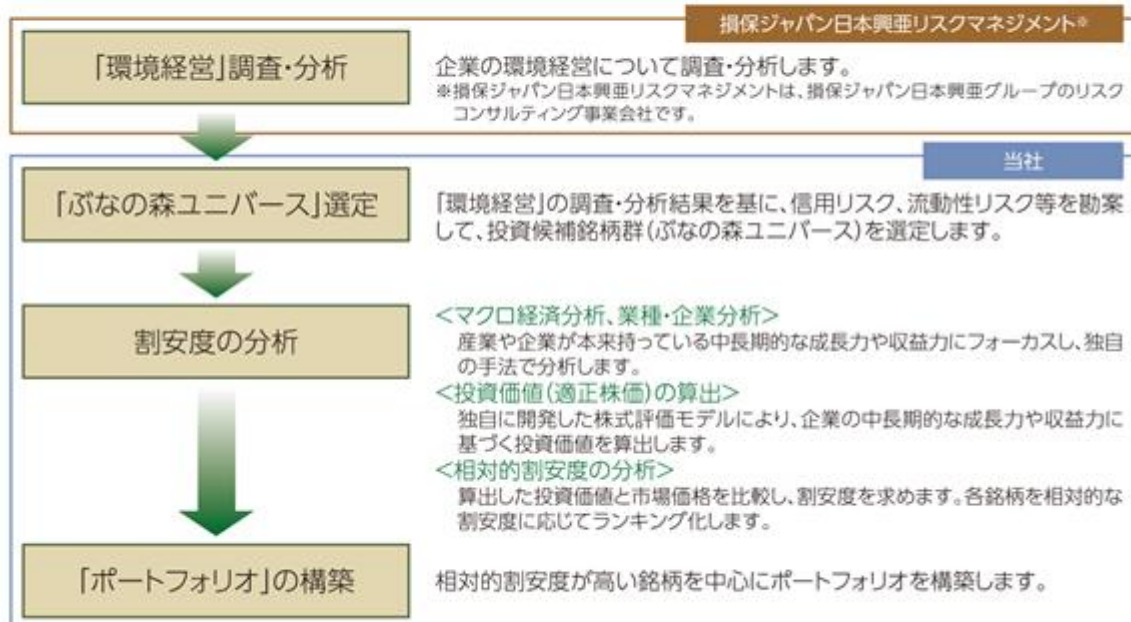 損保ジャパン日本興亜リスクマネジメント※
「環境経営」調査・分析
企業の環境経営について調査・分析します。
※損保ジャパン日本興亜リスクマネジメントは、損保ジャパン日本興亜グループのリスク
コンサルティング事業会社です。
当社
「ぶなの森ユニバース」選定
「環境経営」の調査・分析結果を基に、信用リスク、流動性リスク等を勘案
して、投資候補銘柄群(ぶなの森ユニバース)を選定します。
割安度の分析
<マクロ経済分析、業種・企業分析>
産業や企業が本来持っている中長期的な成長力や収益力にフォーカスし、独自
の手法で分析します。
<投資価値(適正株価)の算出>
独自に開発した株式評価モデルにより、企業の中長期的な成長力や収益力に
基づく投資価値を算出します。
<相対的割安度の分析>
算出した投資価値と市場価格を比較し、割安度を求めます。各銘柄を相対的な
割安度に応じてランキング化します。
「ポートフォリオ」の構築
相対的割安度が高い銘柄を中心にポートフォリオを構築します。